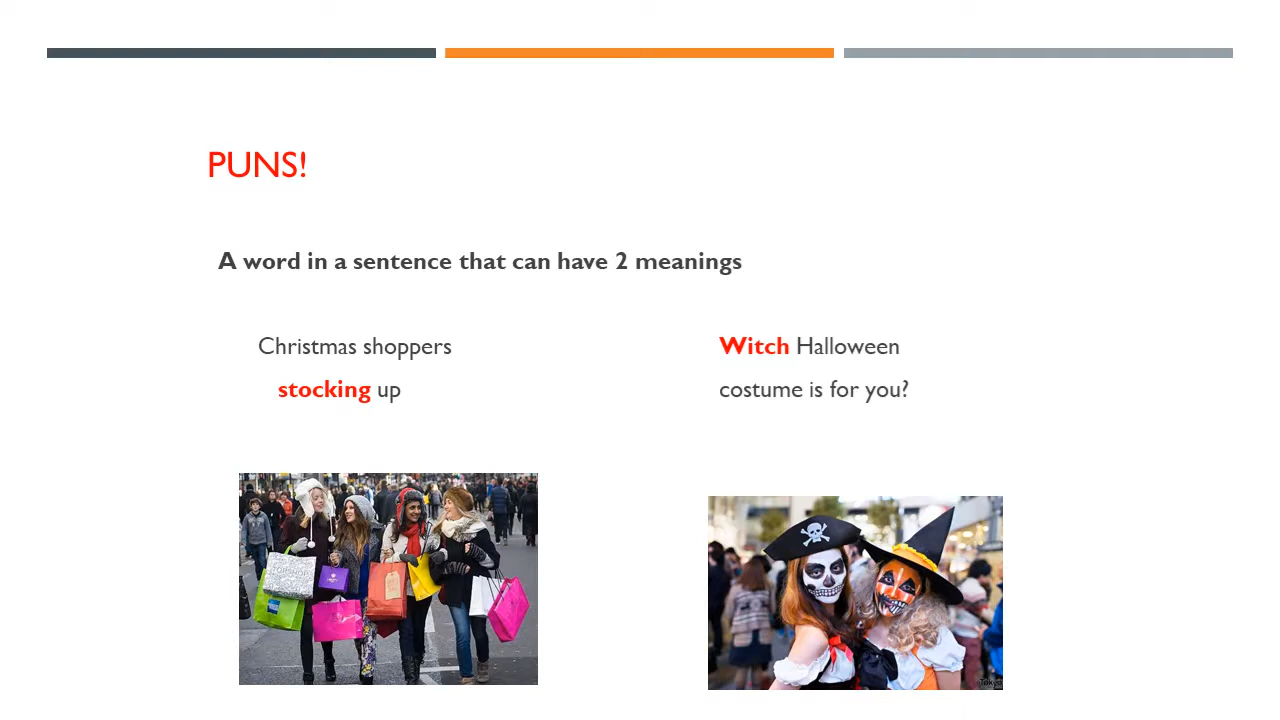 PUNS!
A word in a sentence that can have 2 meanings
Christmas shoppers
stocking up
Witch Halloween
costume is for you?